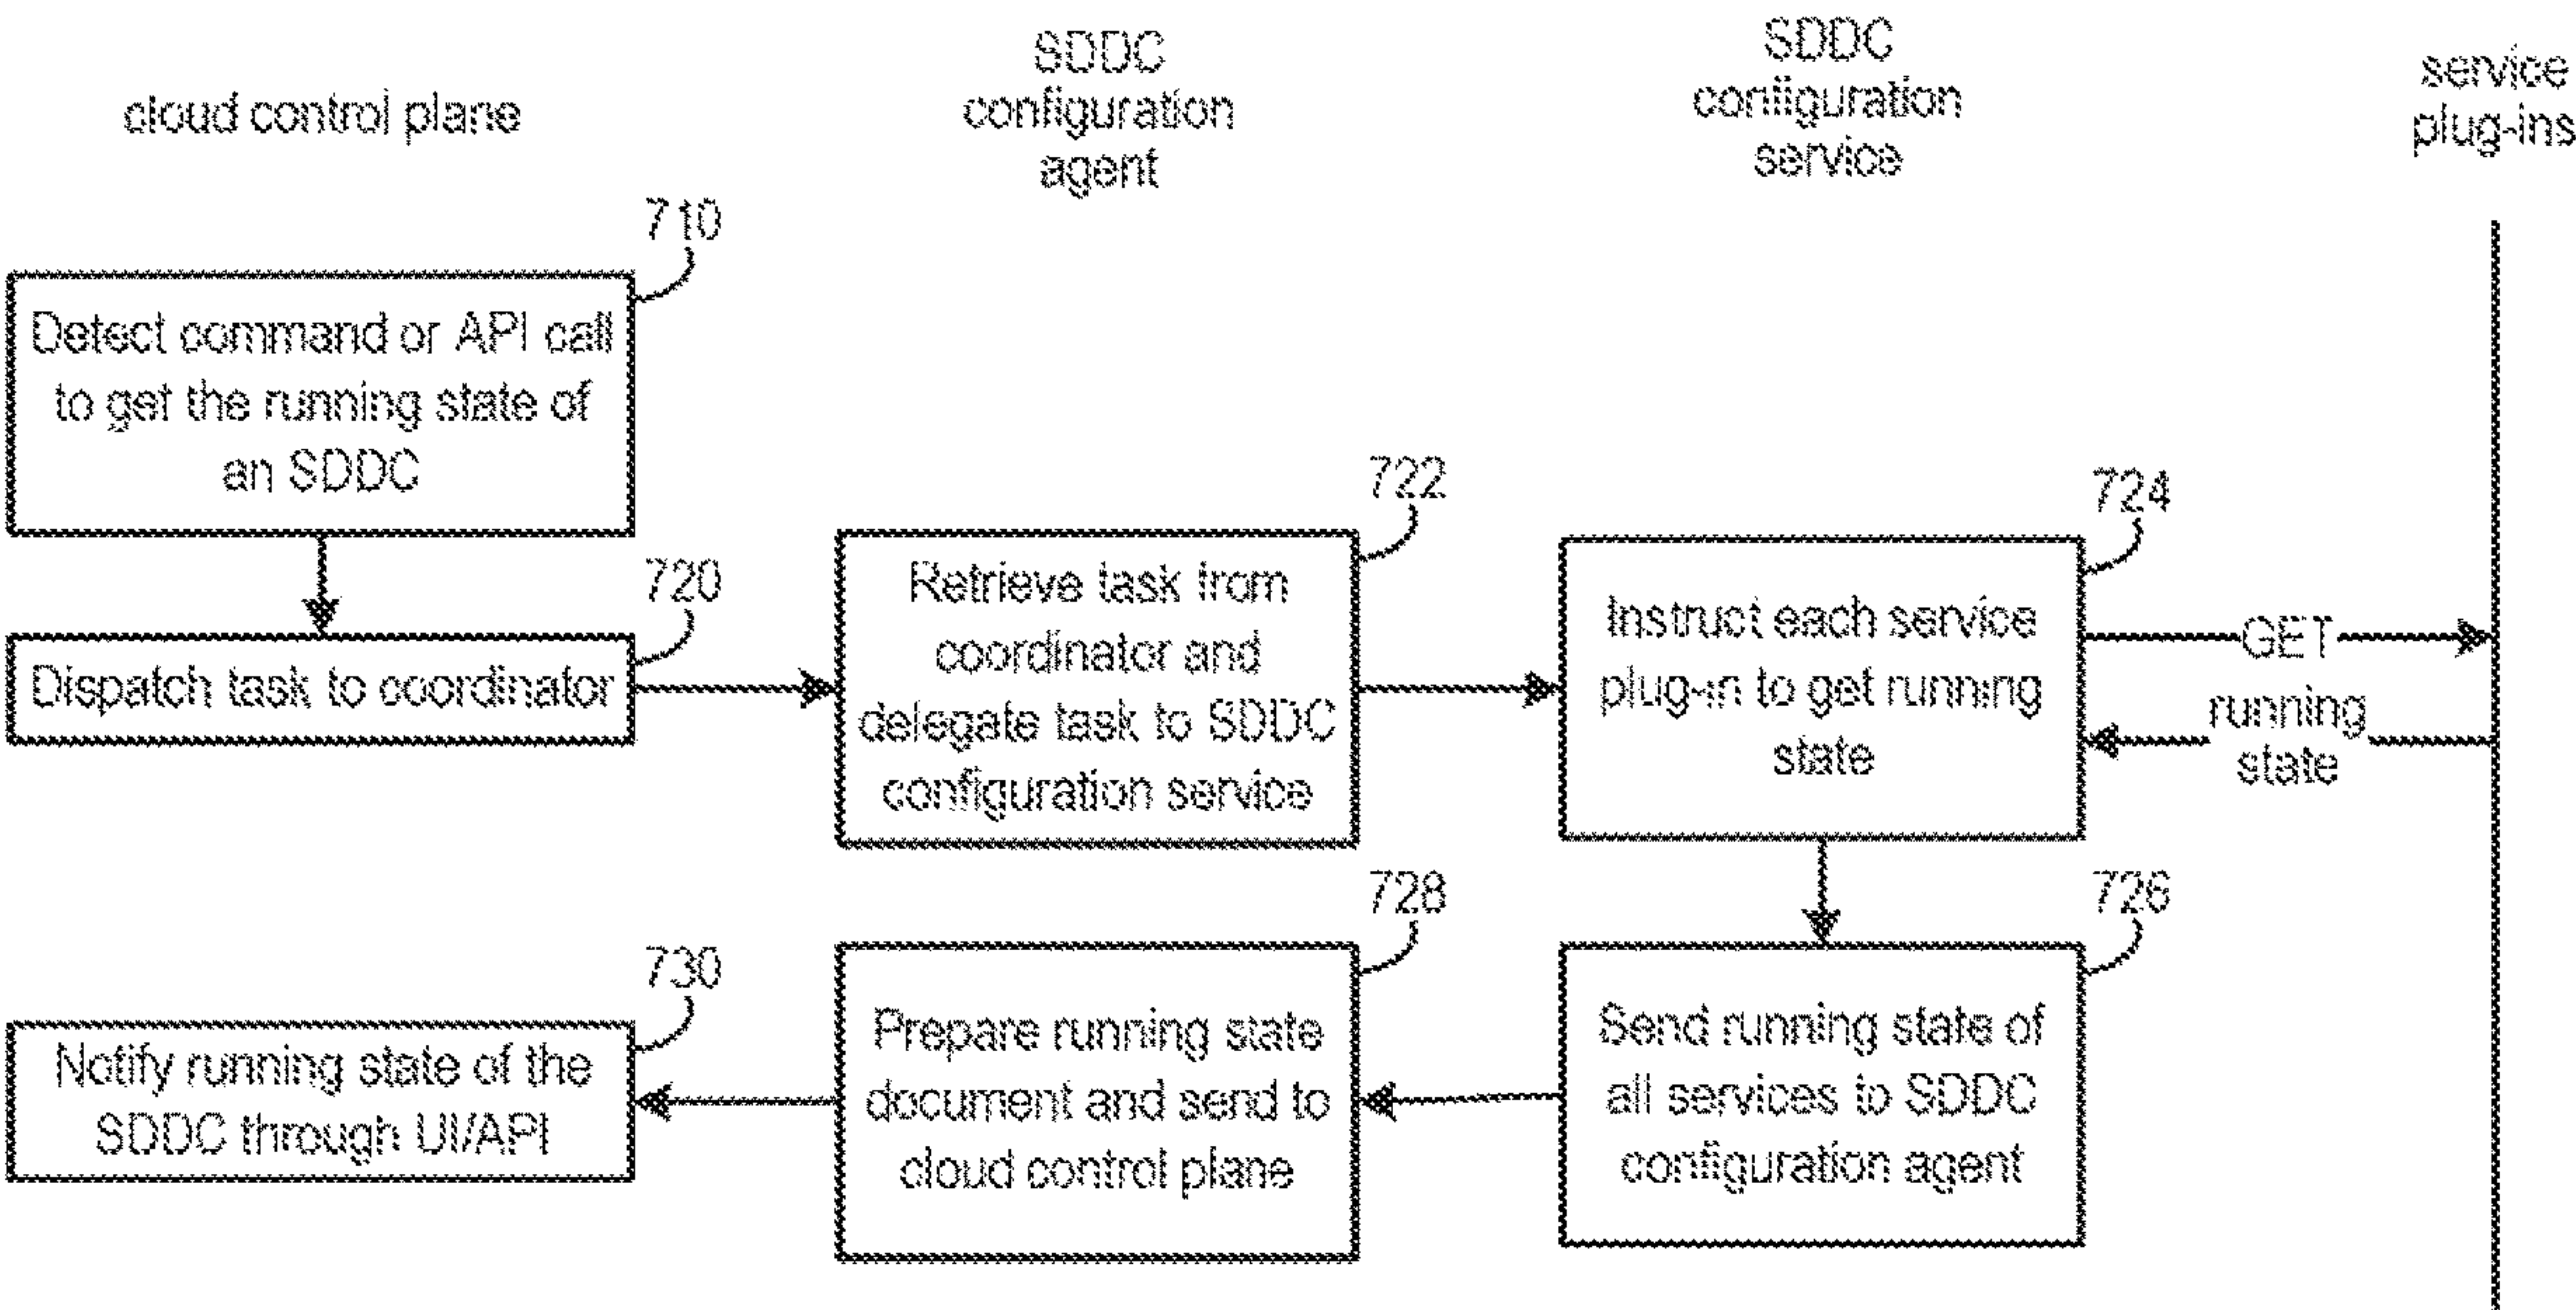 cloud control plane
SDDC
configuration
agent
SDDC
configuration
service
service
plug-ins
710
Detect command or API call
to get the running state of
an SDDC
720
Dispatch task to coordinator
722
Retrieve task from
coordinator and
delegate task to SDDC
configuration service
724
Instruct each service
plug-in to get running
state
GET
running
state
726
Send running state of
all services to SDDC
configuration agent
728
Prepare running state
document and send to
cloud control plane
730
Notify running state of the
SDDC through UI/API